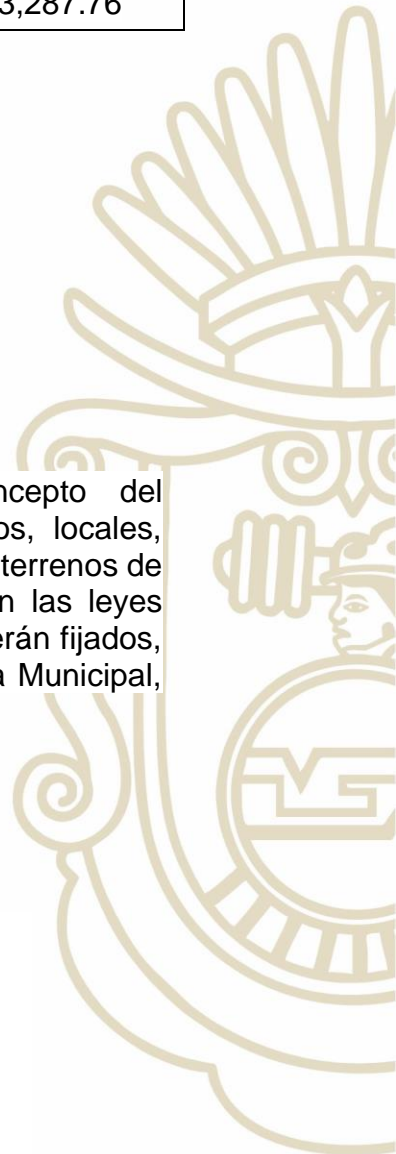 3,287.76
ncepto del
os, locales,
terrenos de
n las leyes
erán fijados,
a Municipal,